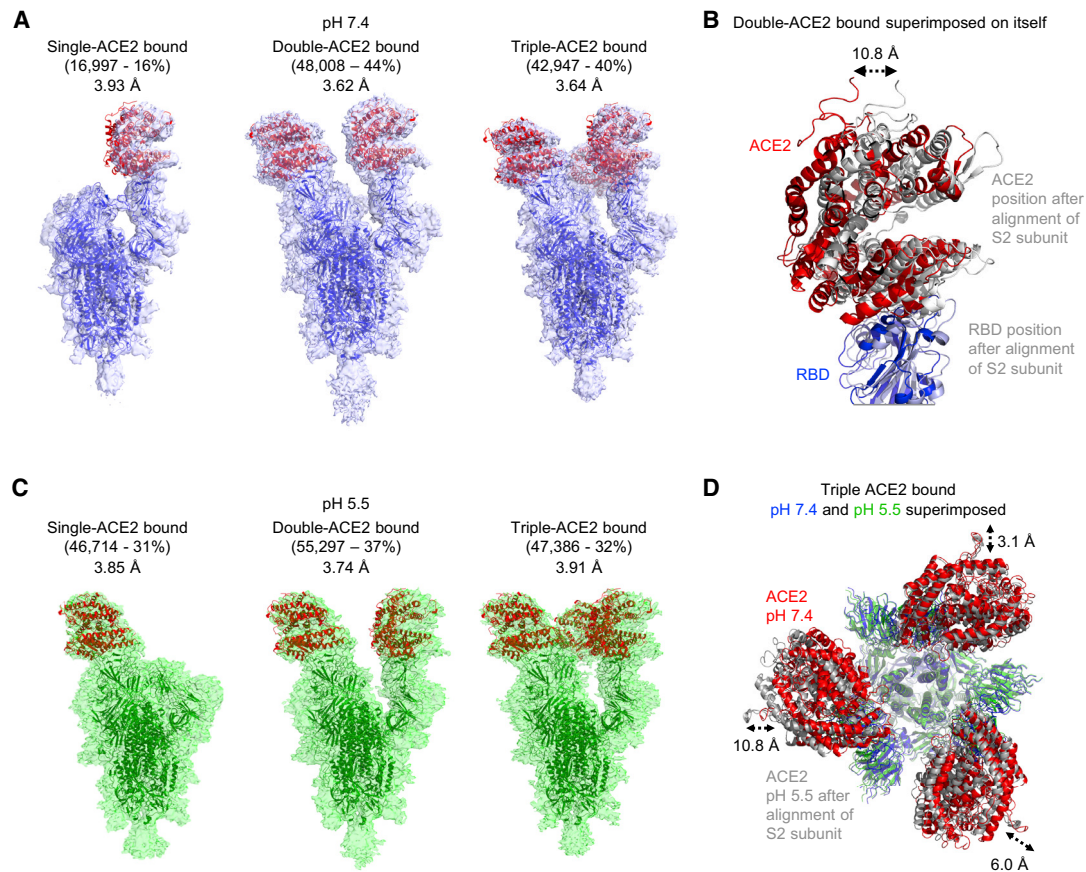 A
pH 7.4
Single-ACE2 bound
(16,997 - 16%)
3.93 Å
Double-ACE2 bound
(48,008 – 44%)
3.62 Å
Triple-ACE2 bound
(42,947 - 40%)
3.64 Å
B
Double-ACE2 bound superimposed on itself
10.8 Å
ACE2
ACE2
position after
alignment of
S2 subunit
RBD position
after alignment
of S2 subunit
RBD
C
pH 5.5
Single-ACE2 bound
(46,714 - 31%)
3.85 Å
Double-ACE2 bound
(55,297 – 37%)
3.74 Å
Triple-ACE2 bound
(47,386 - 32%)
3.91 Å
D
Triple ACE2 bound
pH 7.4 and pH 5.5 superimposed
3.1 Å
ACE2
pH 7.4
10.8 Å
ACE2
pH 5.5 after
alignment of
S2 subunit
6.0 Å